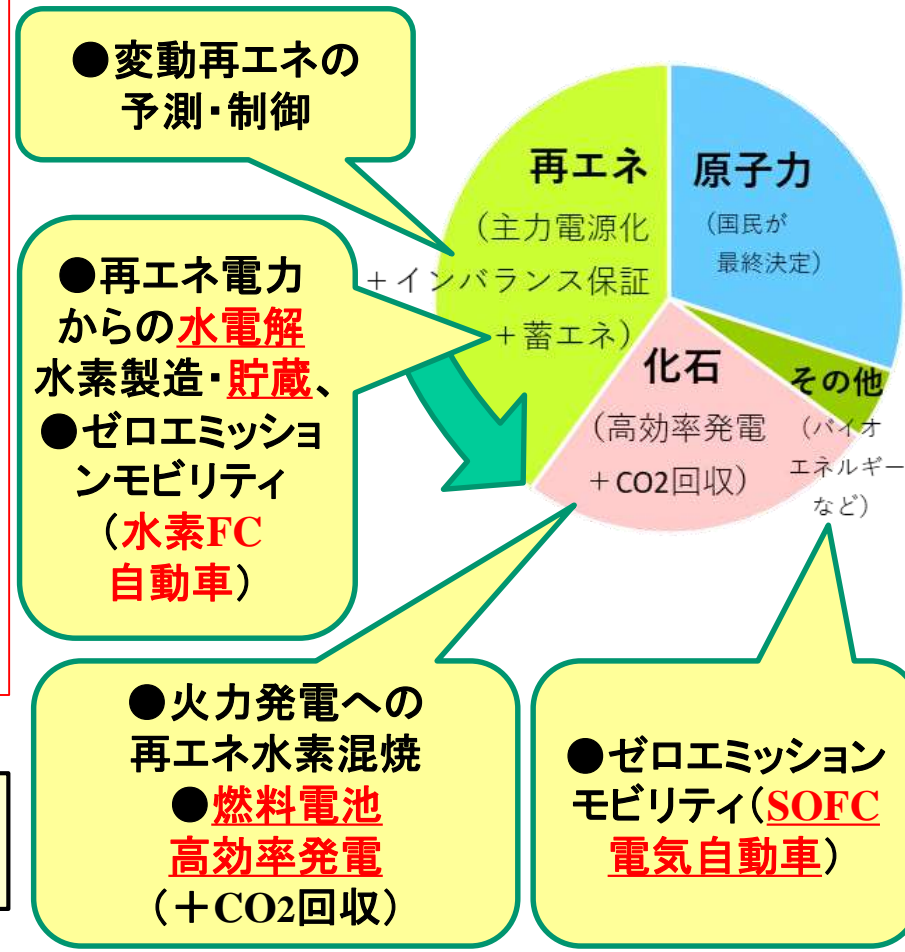 ●変動再エネの
予測・制御
再エネ
(主力電源化
+インバランス保証
+蓄エネ)
原子力
(国民が
最終決定)
●再エネ電力
からの水電解
水素製造・貯蔵、
●ゼロエミッショ
ンモビリティ
(水素FC
自動車)
化石
(高効率発電
+CO2回収)
その他
(バイオ
エネルギー
など)
●火力発電への
再エネ水素混焼
●燃料電池
高効率発電
(+CO2回収)
●ゼロエミッション
モビリティ(SOFC
電気自動車)